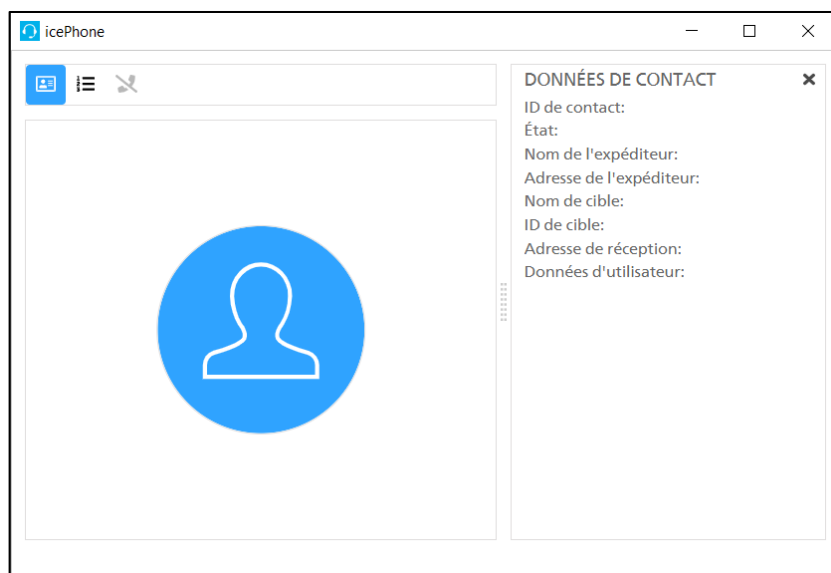 icePhone
DONNÉES DE CONTACT
ID de contact:
État:
Nom de l'expéditeur:
Adresse de l'expéditeur:
Nom de cible:
ID de cible:
Adresse de réception:
Données d'utilisateur: